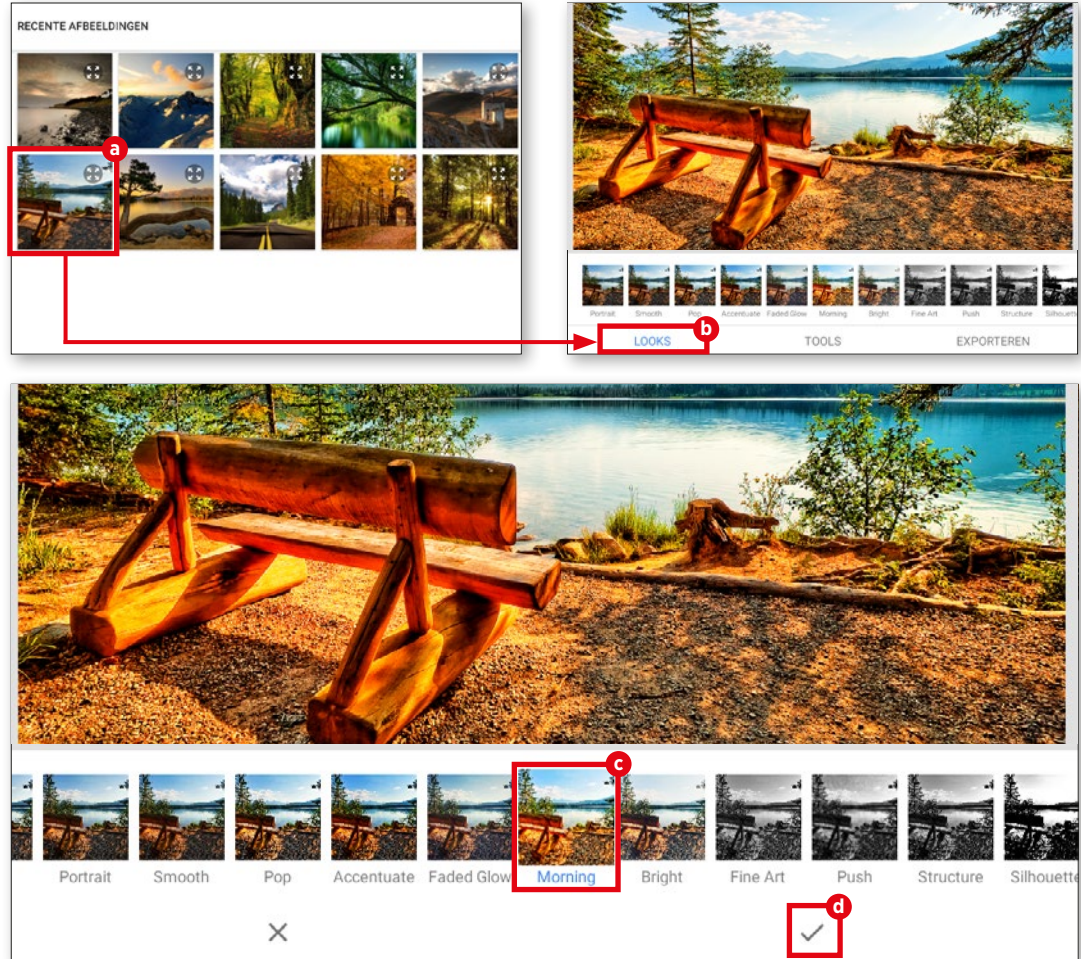 RECENTE AFBEELDINGEN
a
Portrait Smooth Pop Accentuate Faded Glow Morning Bright Fine Art Push Structure Silhouette
b
LOOKS TOOLS EXPORTEREN
c
Portrait Smooth Pop Accentuate Faded Glow Morning Bright Fine Art Push Structure Silhouette
d